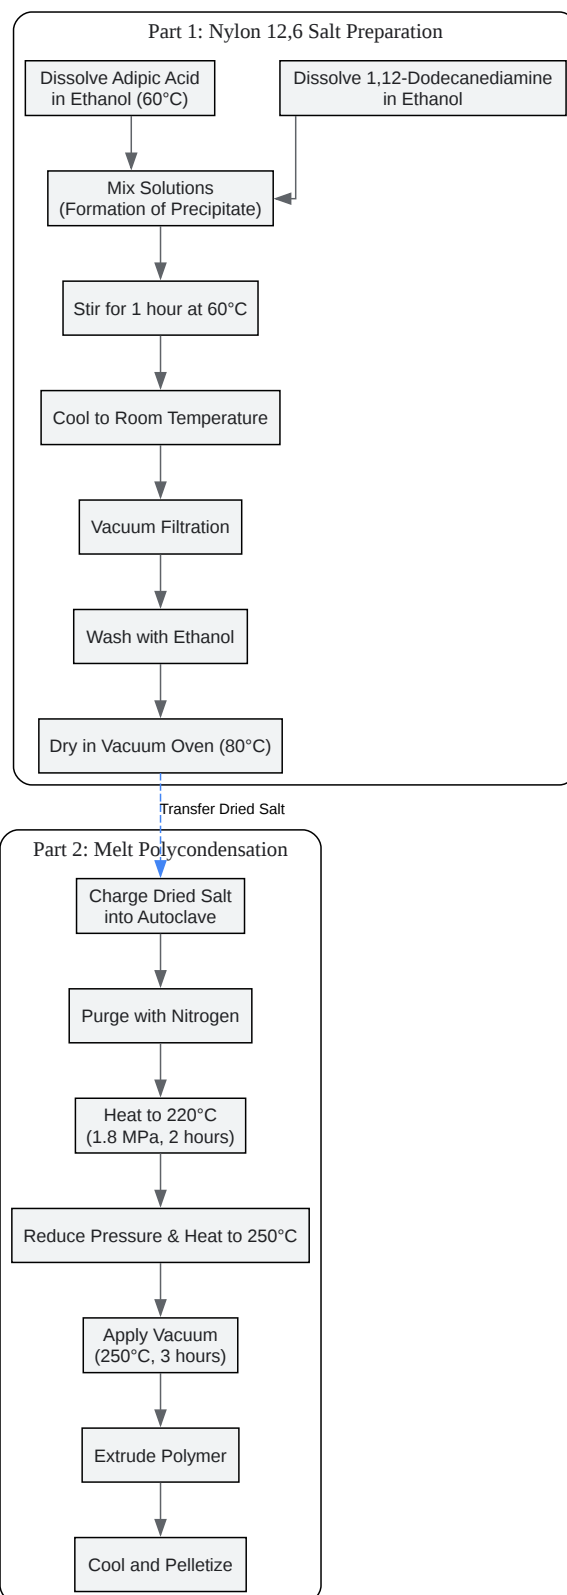 Part 1: Nylon 12,6 Salt Preparation
Dissolve Adipic Acid
in Ethanol (60°C)
Dissolve 1,12-Dodecanediamine
in Ethanol
Mix Solutions
(Formation of Precipitate)
Stir for 1 hour at 60°C
Cool to Room Temperature
Vacuum Filtration
Wash with Ethanol
Dry in Vacuum Oven (80°C)
Transfer Dried Salt
Part 2: Melt Polycondensation
Charge Dried Salt
into Autoclave
Purge with Nitrogen
Heat to 220°C
(1.8 MPa, 2 hours)
Reduce Pressure & Heat to 250°C
Apply Vacuum
(250°C, 3 hours)
Extrude Polymer
Cool and Pelletize